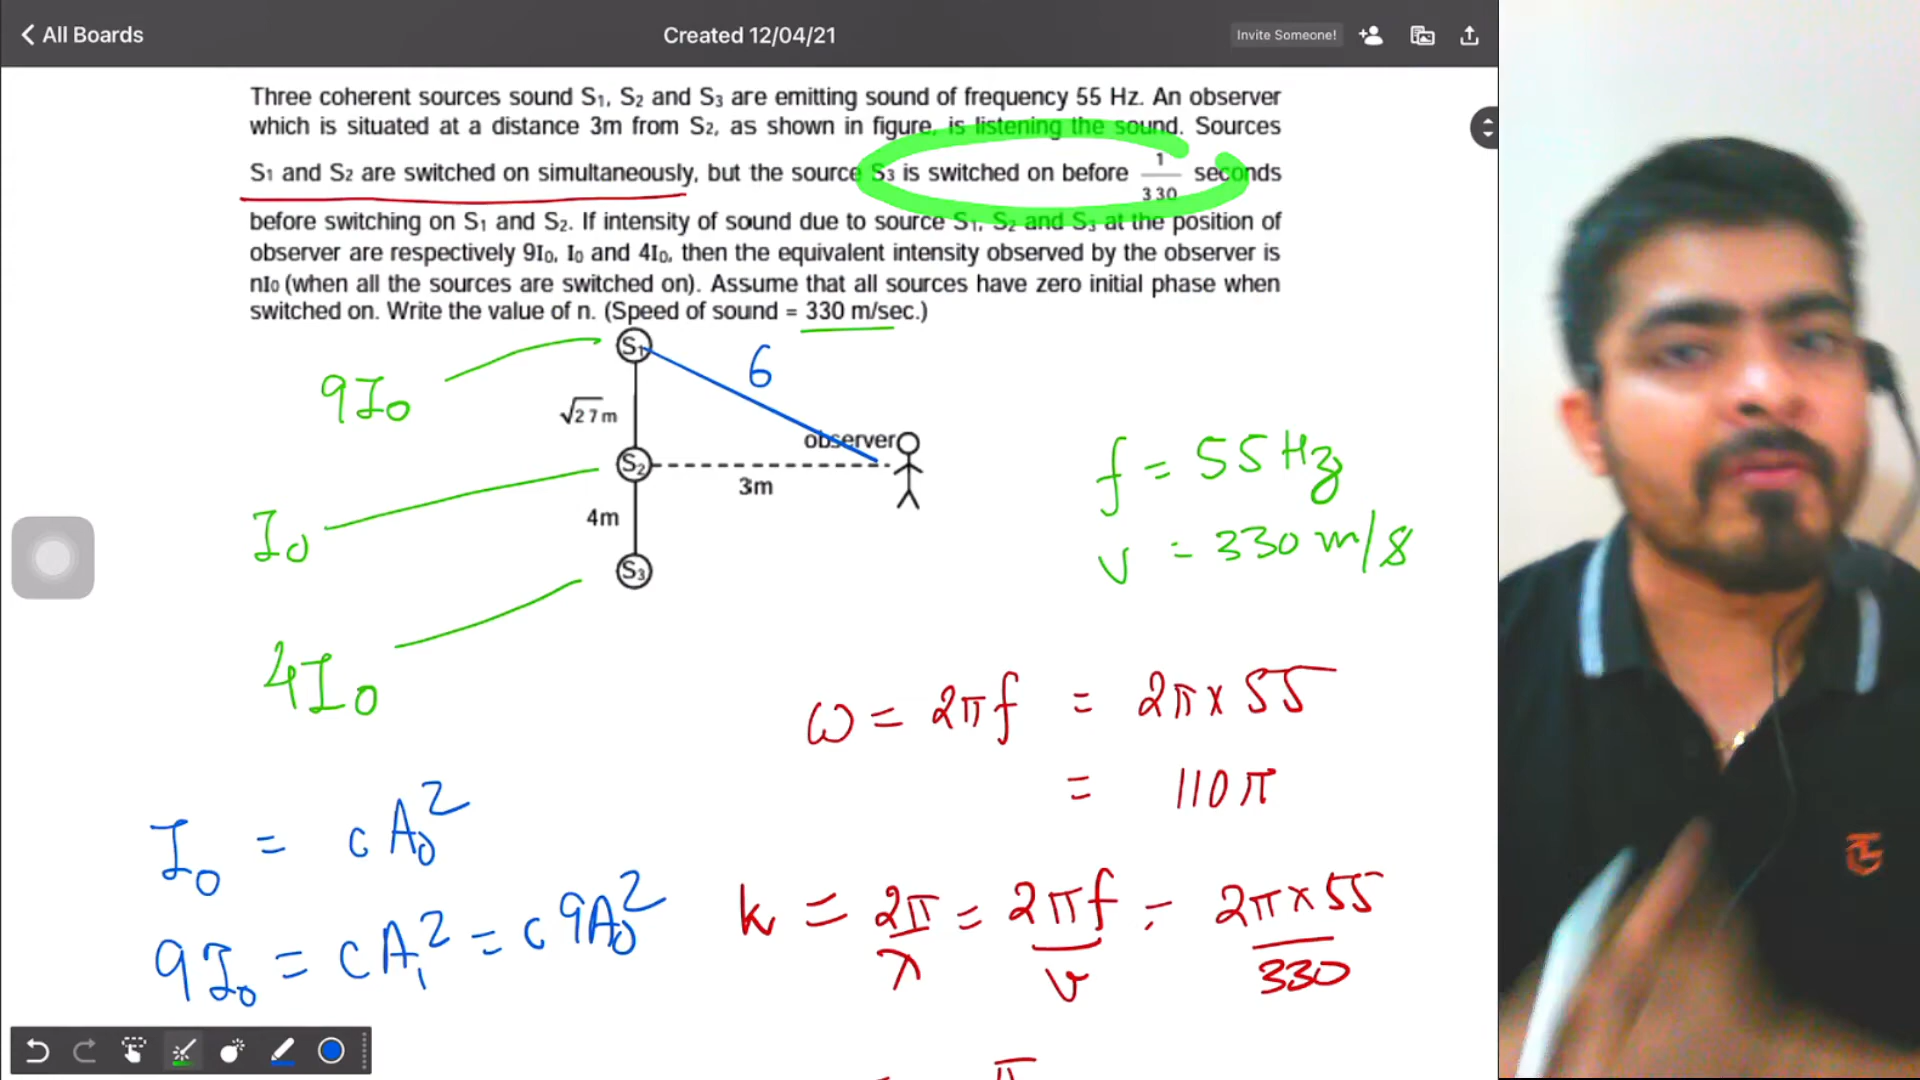 All Boards
Created 12/04/21
Invite Someone!
Three coherent sources sound S₁, S₂ and S₃ are emitting sound of frequency 55 Hz. An observer
which is situated at a distance 3m from S₂, as shown in figure, is listening the sound. Sources
S₁ and S₂ are switched on simultaneously, but the source S₃ is switched on before 1/330 seconds
before switching on S₁ and S₂. If intensity of sound due to source S₁, S₂ and S₃ at the position of
observer are respectively 9I₀, I₀ and 4I₀, then the equivalent intensity observed by the observer is
nI₀ (when all the sources are switched on). Assume that all sources have zero initial phase when
switched on. Write the value of n. (Speed of sound = 330 m/sec.)
S₁
6
9I₀
√27m
observer
S₂
3m
f = 55Hz
I₀
4m
v = 330 m/s
S₃
4I₀
ω = 2πf = 2π×55
= 110π
I₀ = cA₀²
k = 2π/λ = 2πf/v = 2π×55/330
9I₀ = cA₁² = c9A₀²
π